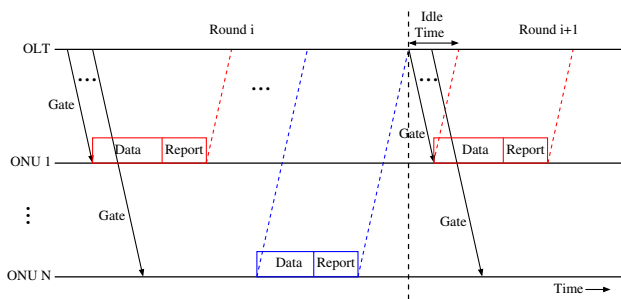 Idle
Round i
Time
Round i+1
OLT
...
...
...
Gate
Gate
Data
Report
Data
Report
ONU 1
...
Gate
Gate
Data
Report
ONU N
Time